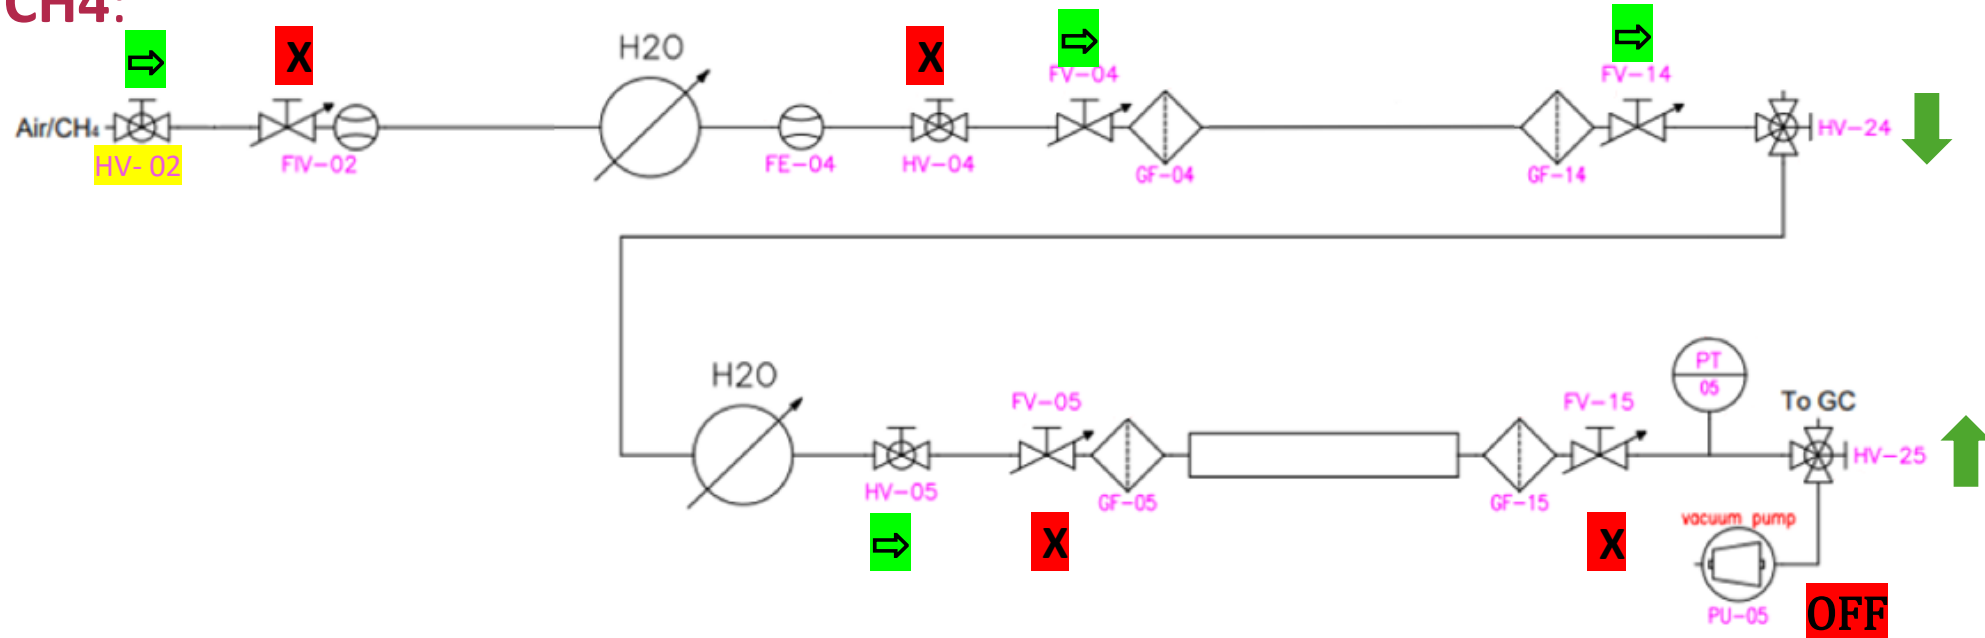 CH4:
⇨ X X ⇨ ⇨
H2O
FV-04 FV-14
Air/CH₄ HV-24
HV- 02 FIV-02 FE-04 HV-04 GF-04 GF-14
H2O FV-05 FV-15 PT
05
To GC
HV-25
HV-05 GF-05 GF-15
⇨ X X
vacuum pump
PU-05 OFF